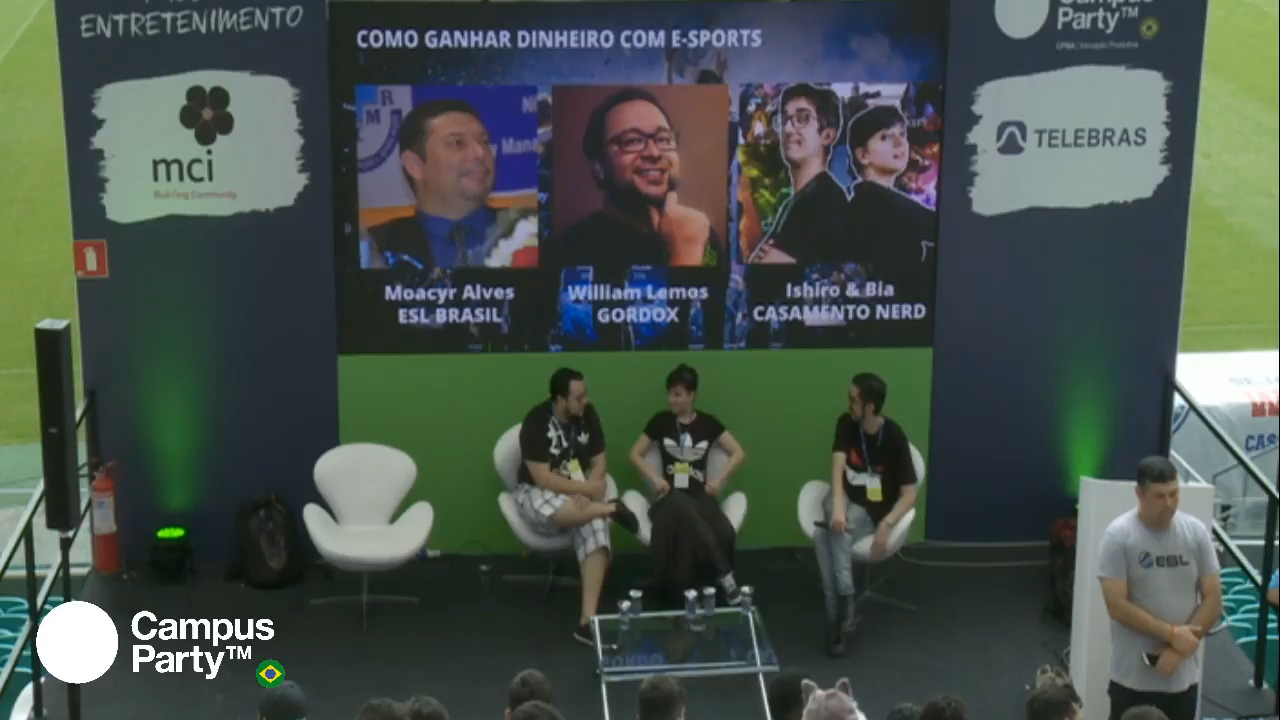 ENTRETENIMENTO
mci
Building Community
COMO GANHAR DINHEIRO COM E-SPORTS
M R
Moacyr Alves
ESL BRASIL
William Lemos
GORDOX
Ishiro & Bia
CASAMENTO NERD
Campus
Party™
TELEBRAS
ESL
Campus
Party™